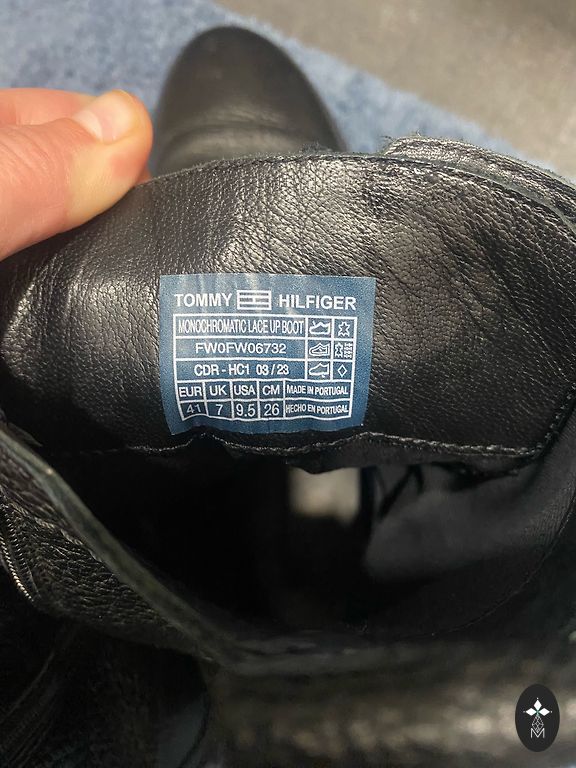 TOMMY HILFIGER
MONOCHROMATIC LACE UP BOOT
FW0FW06732
CDR - HC1 03 / 23
EUR UK USA CM MADE IN PORTUGAL
41 7 9.5 26 HECHO EN PORTUGAL